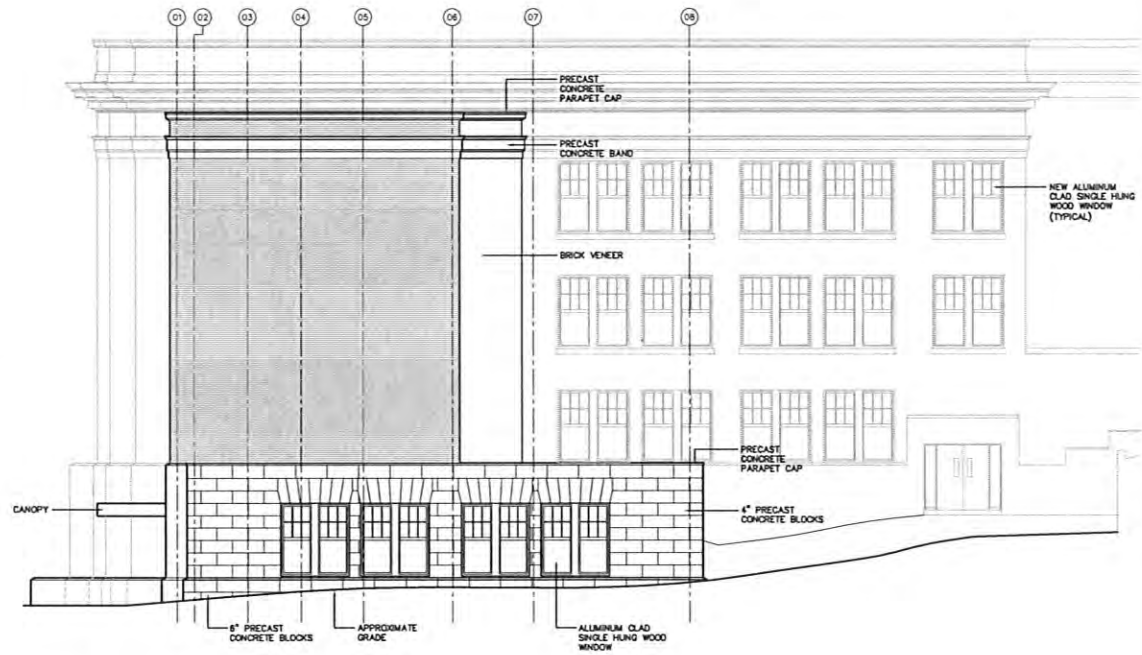 01 02 03 04 05 06 07 08
PRECAST
CONCRETE
PARAPET CAP
PRECAST
CONCRETE BAND
NEW ALUMINUM
CLAD SINGLE HUNG
WOOD WINDOW
(TYPICAL)
BRICK VENEER
PRECAST
CONCRETE
PARAPET CAP
CANOPY
4" PRECAST
CONCRETE BLOCKS
6" PRECAST
CONCRETE BLOCKS
APPROXIMATE
GRADE
ALUMINUM CLAD
SINGLE HUNG WOOD
WINDOW